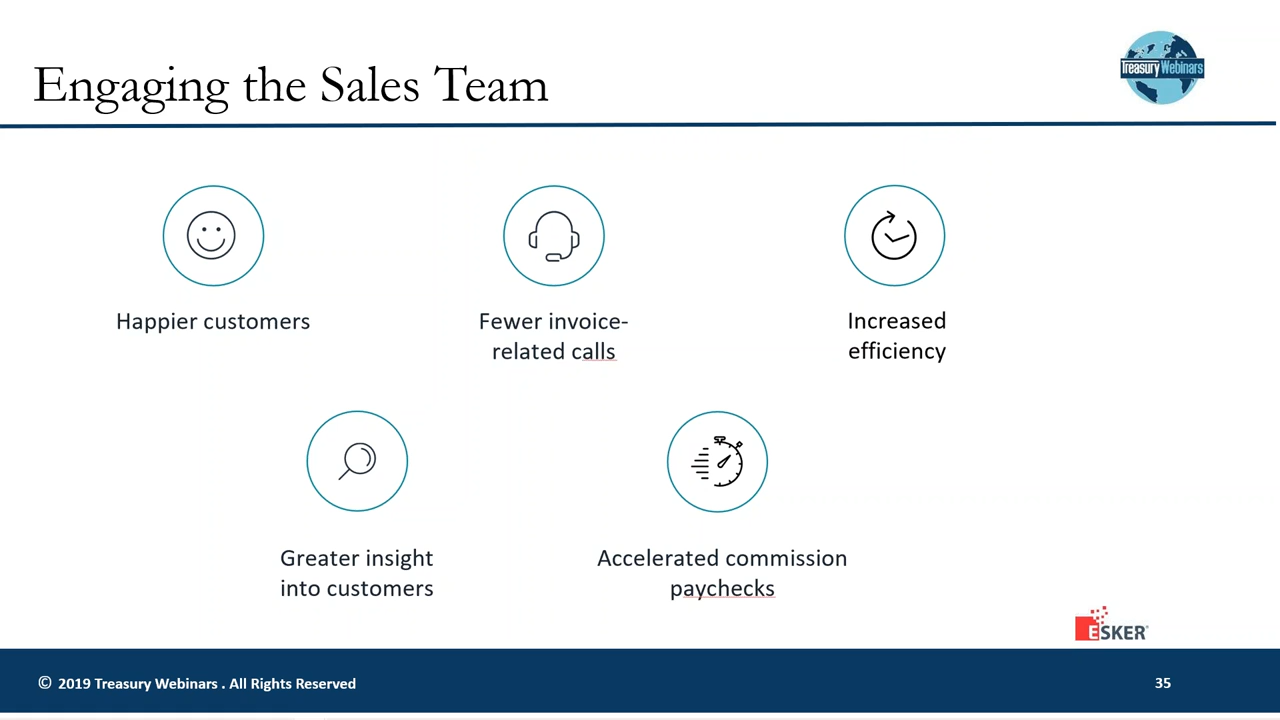 Engaging the Sales Team
Treasury Webinars
Happier customers
Fewer invoice-
related calls
Increased
efficiency
Greater insight
into customers
Accelerated commission
paychecks
ESKER
© 2019 Treasury Webinars . All Rights Reserved
35